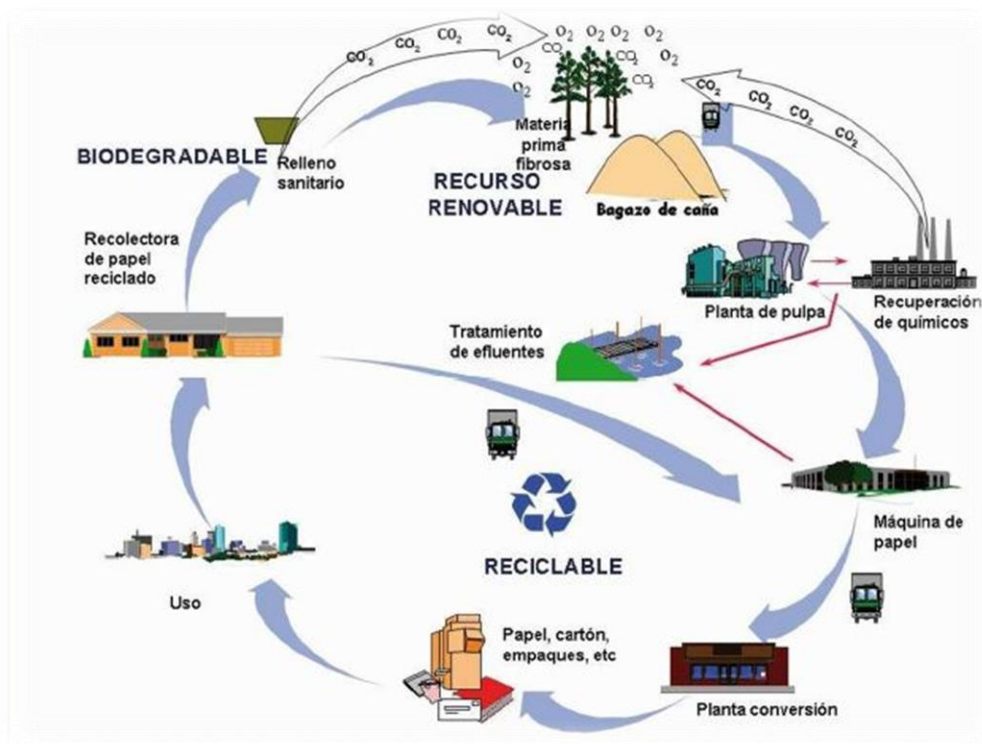 CO2 CO2 CO2 CO2
O2 O2 O2 O2
CO2
O2 O2
CO2
O2 CO2
CO2 CO2 CO2 CO2
Materia
prima
fibrosa
BIODEGRADABLE
Relleno
sanitario
RECURSO
RENOVABLE
Bagazo de caña
Recolectora
de papel
reciclado
Planta de pulpa
Recuperación
de químicos
Tratamiento
de efluentes
RECICLABLE
Máquina de
papel
Uso
Papel, cartón,
empaques, etc
Planta conversión